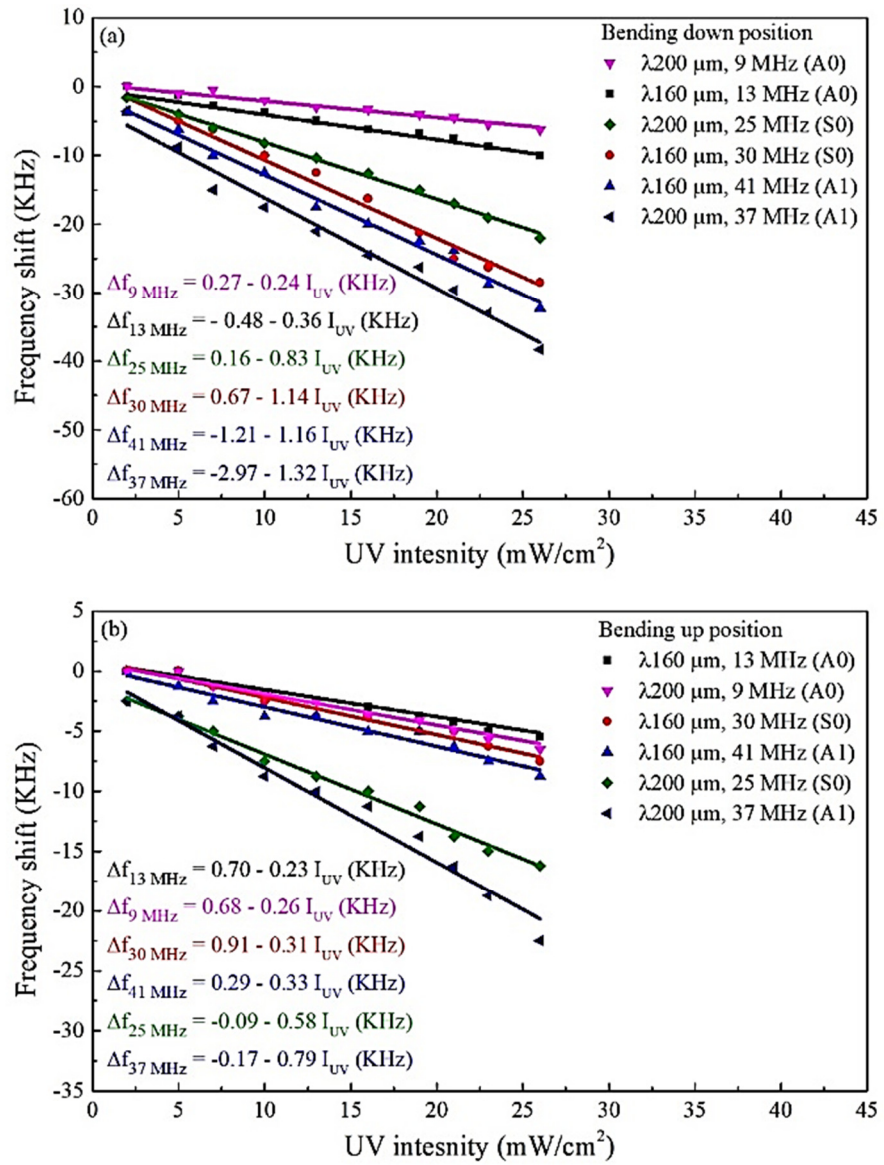 (a)
Bending down position
λ200 μm, 9 MHz (A0)
λ160 μm, 13 MHz (A0)
λ200 μm, 25 MHz (S0)
λ160 μm, 30 MHz (S0)
λ160 μm, 41 MHz (A1)
λ200 μm, 37 MHz (A1)
10
0
-10
-20
-30
-40
-50
-60
Frequency shift (KHz)
Δf9 MHz = 0.27 - 0.24 IUV (KHz)
Δf13 MHz = - 0.48 - 0.36 IUV (KHz)
Δf25 MHz = 0.16 - 0.83 IUV (KHz)
Δf30 MHz = 0.67 - 1.14 IUV (KHz)
Δf41 MHz = -1.21 - 1.16 IUV (KHz)
Δf37 MHz = -2.97 - 1.32 IUV (KHz)
0 5 10 15 20 25 30 35 40 45
UV intesnity (mW/cm²)
(b)
Bending up position
λ160 μm, 13 MHz (A0)
λ200 μm, 9 MHz (A0)
λ160 μm, 30 MHz (S0)
λ160 μm, 41 MHz (A1)
λ200 μm, 25 MHz (S0)
λ200 μm, 37 MHz (A1)
5
0
-5
-10
-15
-20
-25
-30
-35
Frequency shift (KHz)
Δf13 MHz = 0.70 - 0.23 IUV (KHz)
Δf9 MHz = 0.68 - 0.26 IUV (KHz)
Δf30 MHz = 0.91 - 0.31 IUV (KHz)
Δf41 MHz = 0.29 - 0.33 IUV (KHz)
Δf25 MHz = -0.09 - 0.58 IUV (KHz)
Δf37 MHz = -0.17 - 0.79 IUV (KHz)
0 5 10 15 20 25 30 35 40 45
UV intesnity (mW/cm²)